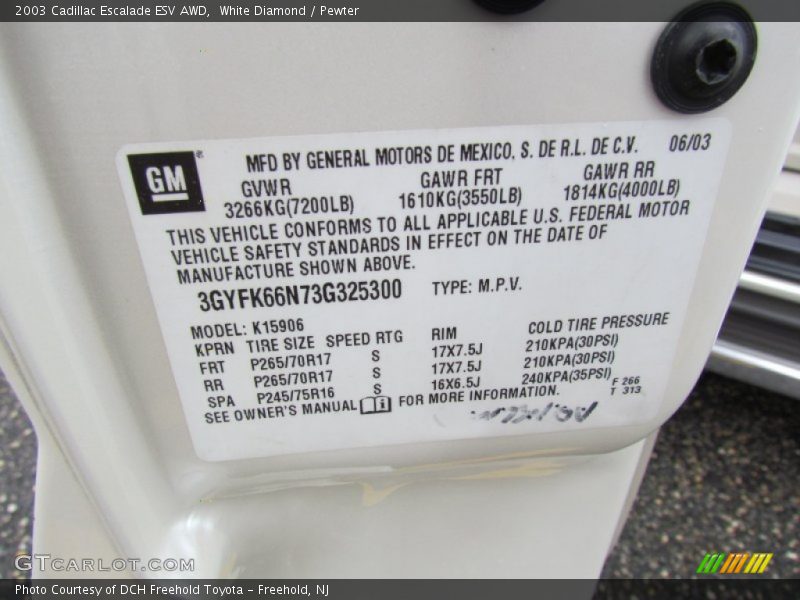 2003 Cadillac Escalade ESV AWD,  White Diamond / Pewter
GM®
MFD BY GENERAL MOTORS DE MEXICO, S. DE R.L. DE C.V. 06/03
GVWR GAWR FRT GAWR RR
3266KG(7200LB) 1610KG(3550LB) 1814KG(4000LB)
THIS VEHICLE CONFORMS TO ALL APPLICABLE U.S. FEDERAL MOTOR
VEHICLE SAFETY STANDARDS IN EFFECT ON THE DATE OF
MANUFACTURE SHOWN ABOVE.
3GYFK66N73G325300 TYPE: M.P.V.
MODEL: K15906
KPRN TIRE SIZE SPEED RTG RIM COLD TIRE PRESSURE
FRT P265/70R17 S 17X7.5J 210KPA(30PSI)
RR P265/70R17 S 17X7.5J 210KPA(30PSI)
SPA P245/75R16 S 16X6.5J 240KPA(35PSI)
SEE OWNER'S MANUAL FOR MORE INFORMATION.
F 266
T 313
GTcarlot.com
Photo Courtesy of DCH Freehold Toyota - Freehold, NJ